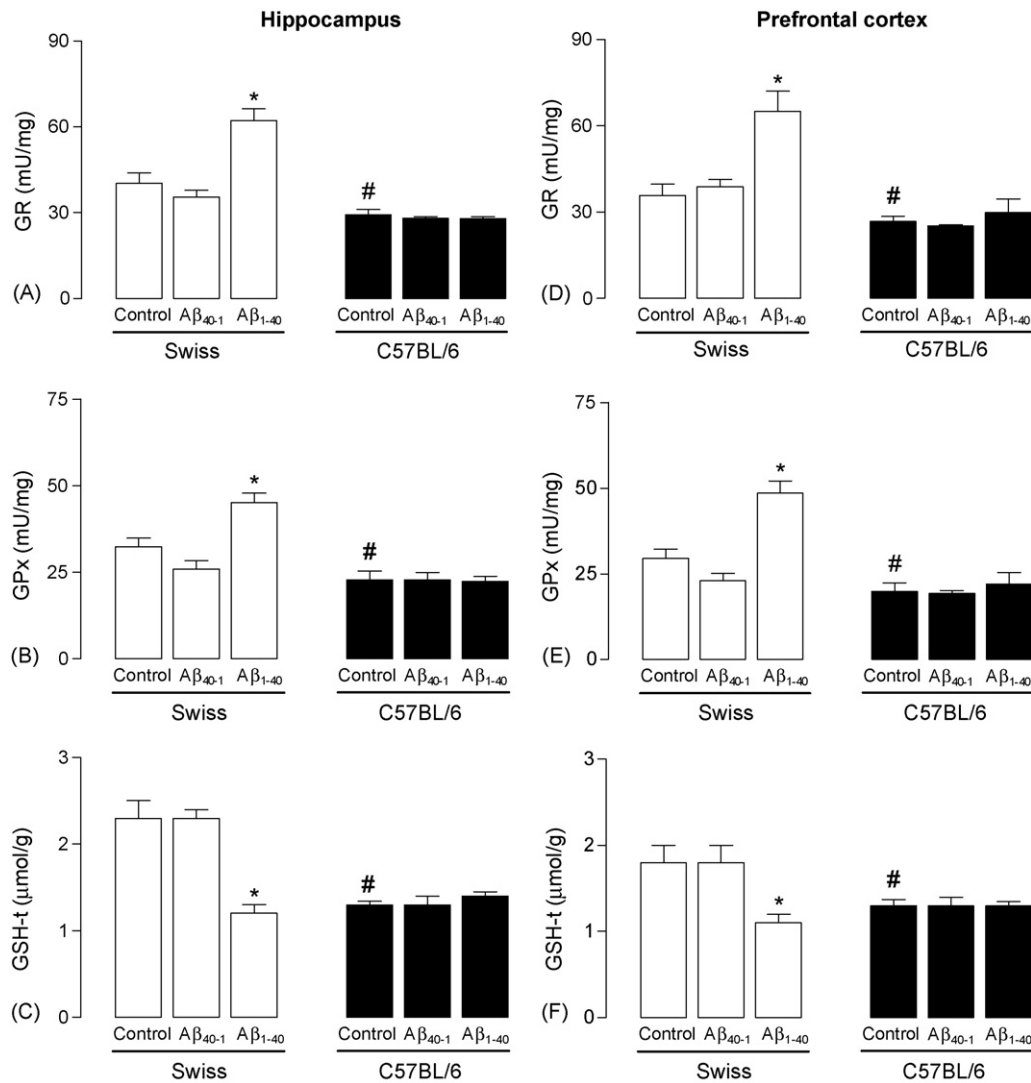 Hippocampus
90
60
30
0
GR (mU/mg)
*
#
(A)
Control Aβ40-1 Aβ1-40 Control Aβ40-1 Aβ1-40
Swiss C57BL/6
Prefrontal cortex
90
60
30
0
GR (mU/mg)
*
#
(D)
Control Aβ40-1 Aβ1-40 Control Aβ40-1 Aβ1-40
Swiss C57BL/6
75
50
25
0
GPx (mU/mg)
*
#
(B)
Control Aβ40-1 Aβ1-40 Control Aβ40-1 Aβ1-40
Swiss C57BL/6
75
50
25
0
GPx (mU/mg)
*
#
(E)
Control Aβ40-1 Aβ1-40 Control Aβ40-1 Aβ1-40
Swiss C57BL/6
3
2
1
0
GSH-t (μmol/g)
*
#
(C)
Control Aβ40-1 Aβ1-40 Control Aβ40-1 Aβ1-40
Swiss C57BL/6
3
2
1
0
GSH-t (μmol/g)
*
#
(F)
Control Aβ40-1 Aβ1-40 Control Aβ40-1 Aβ1-40
Swiss C57BL/6